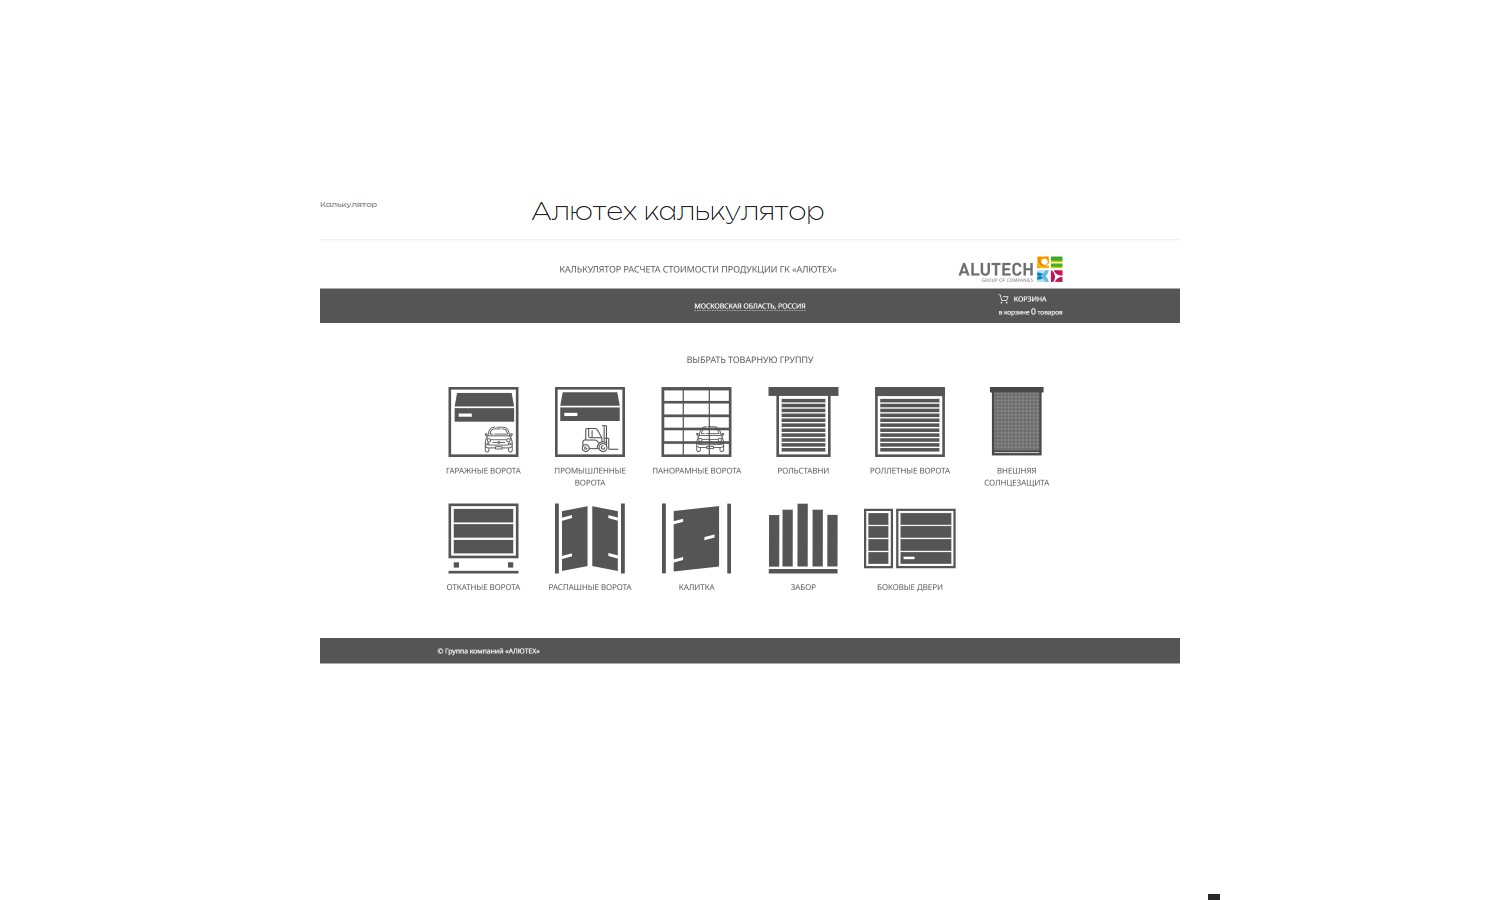 Калькулятор
Алютех калькулятор
КАЛЬКУЛЯТОР РАСЧЕТА СТОИМОСТИ ПРОДУКЦИИ ГК «АЛЮТЕХ»
ALUTECH
GROUP OF COMPANIES
МОСКОВСКАЯ ОБЛАСТЬ, РОССИЯ
КОРЗИНА
в корзине 0 товаров
ВЫБРАТЬ ТОВАРНУЮ ГРУППУ
ГАРАЖНЫЕ ВОРОТА
ПРОМЫШЛЕННЫЕ
ВОРОТА
ПАНОРАМНЫЕ ВОРОТА
РОЛЬСТАВНИ
РОЛЛЕТНЫЕ ВОРОТА
ВНЕШНЯЯ
СОЛНЦЕЗАЩИТА
ОТКАТНЫЕ ВОРОТА
РАСПАШНЫЕ ВОРОТА
КАЛИТКА
ЗАБОР
БОКОВЫЕ ДВЕРИ
© Группа компаний «АЛЮТЕХ»